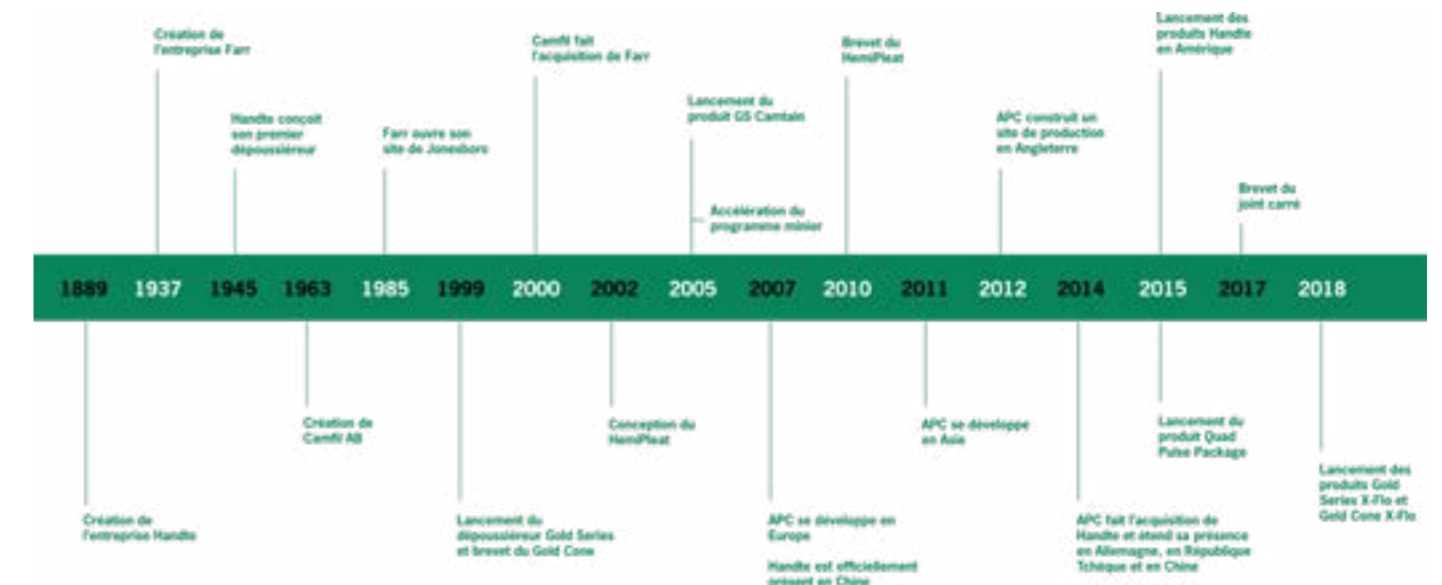 Création de
l'entreprise Farr
Handte conçoit
son premier
dépoussiéreur
Farr ouvre son
site de Jonesboro
Camfil fait
l'acquisition de Farr
Lancement du
produit GS Camtain
Accélération du
programme minier
Brevet du
HemiPleat
APC construit un
site de production
en Angleterre
Lancement des
produits Handte
en Amérique
Brevet du
joint carré
1889 1937 1945 1963 1985 1999 2000 2002 2005 2007 2010 2011 2012 2014 2015 2017 2018
Création de
l'entreprise Handte
Création de
Camfil AB
Lancement du
dépoussiéreur Gold Series
et brevet du Gold Cone
Conception du
HemiPleat
APC se développe en
Europe
Handte est officiellement
présent en Chine
APC se développe
en Asie
APC fait l'acquisition de
Handte et étend sa présence
en Allemagne, en République
Tchèque et en Chine
Lancement du
produit Quad
Pulse Package
Lancement des
produits Gold
Series X-Flo et
Gold Cone X-Flo